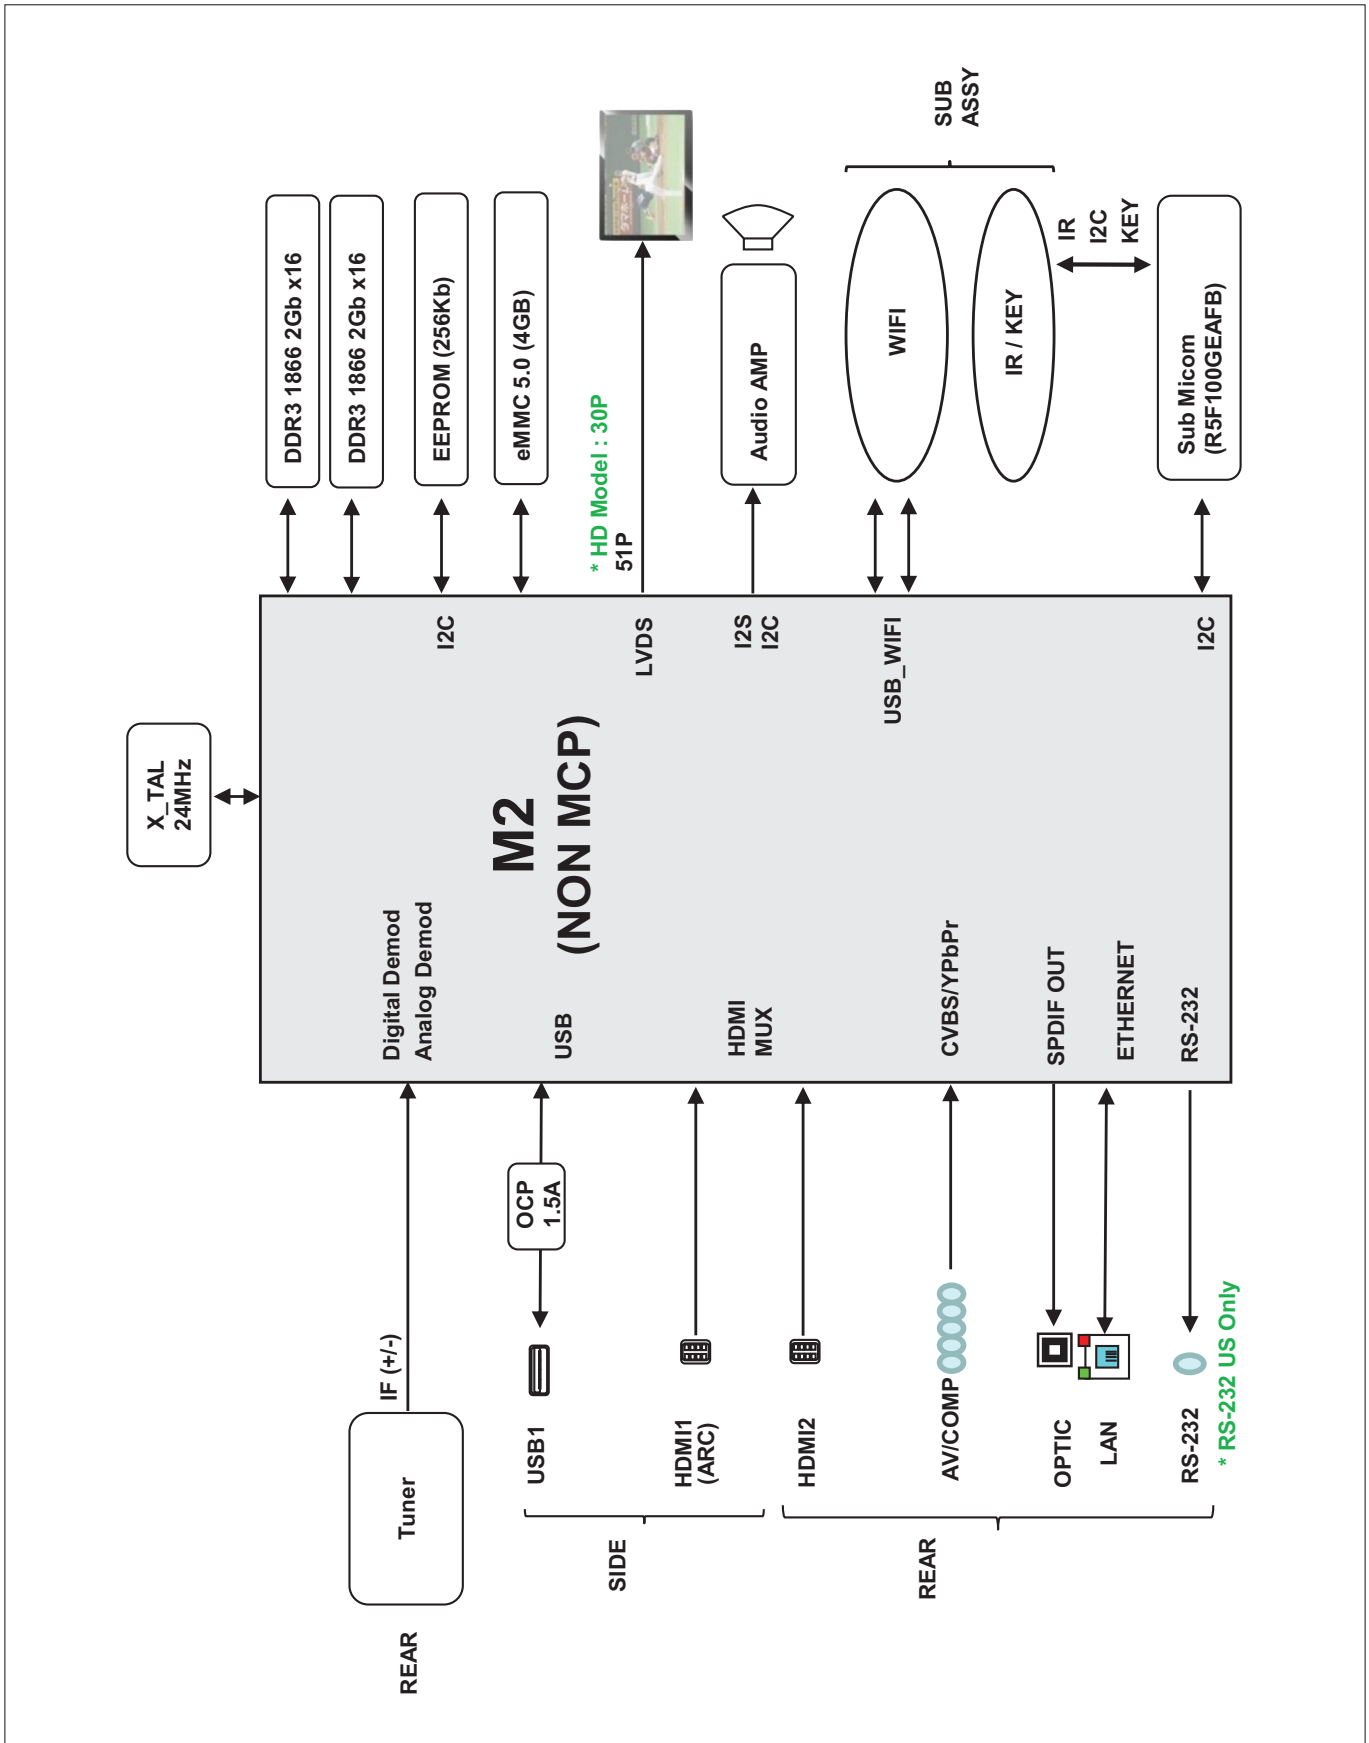 REAR
Tuner
IF (+/-)
SIDE
USB1
OCP
1.5A
HDMI1
(ARC)
REAR
HDMI2
AV/COMP
OPTIC
LAN
RS-232
* RS-232 US Only
X_TAL
24MHz
Digital Demod
Analog Demod
USB
HDMI
MUX
CVBS/YPbPr
SPDIF OUT
ETHERNET
RS-232
M2
(NON MCP)
I2C
LVDS
I2S
I2C
USB_WIFI
I2C
DDR3 1866 2Gb x16
DDR3 1866 2Gb x16
EEPROM (256Kb)
eMMC 5.0 (4GB)
* HD Model : 30P
51P
Audio AMP
WIFI
IR / KEY
SUB
ASSY
IR
I2C
KEY
Sub Micom
(R5F100GEAFB)